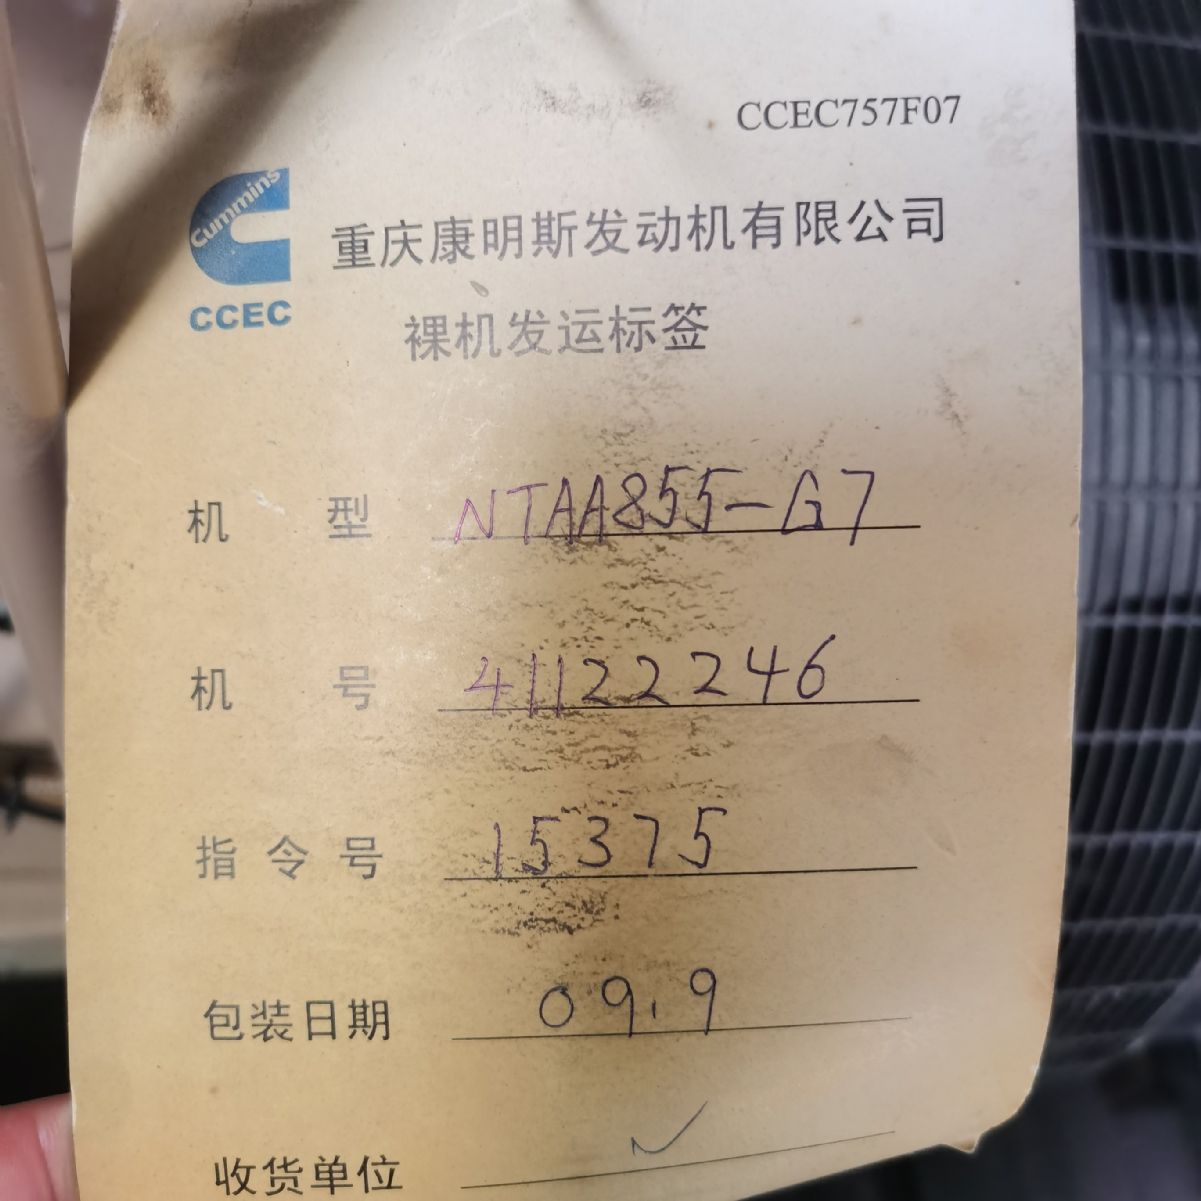 CCEC757F07
Cummins
CCEC
重庆康明斯发动机有限公司
裸机发运标签
机 型 NTAA855-G7
机 号 41122246
指令号 15375
包装日期 09.9
收货单位 ✓